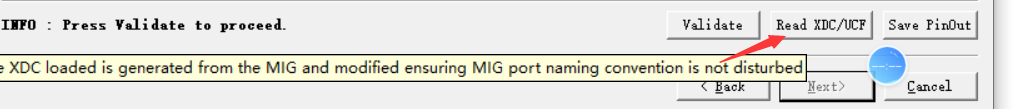 INFO : Press Validate to proceed.
Validate
Read XDC/UCF
Save PinOut
e XDC loaded is generated from the MIG and modified ensuring MIG port naming convention is not disturbed
< Back
Next>
Cancel